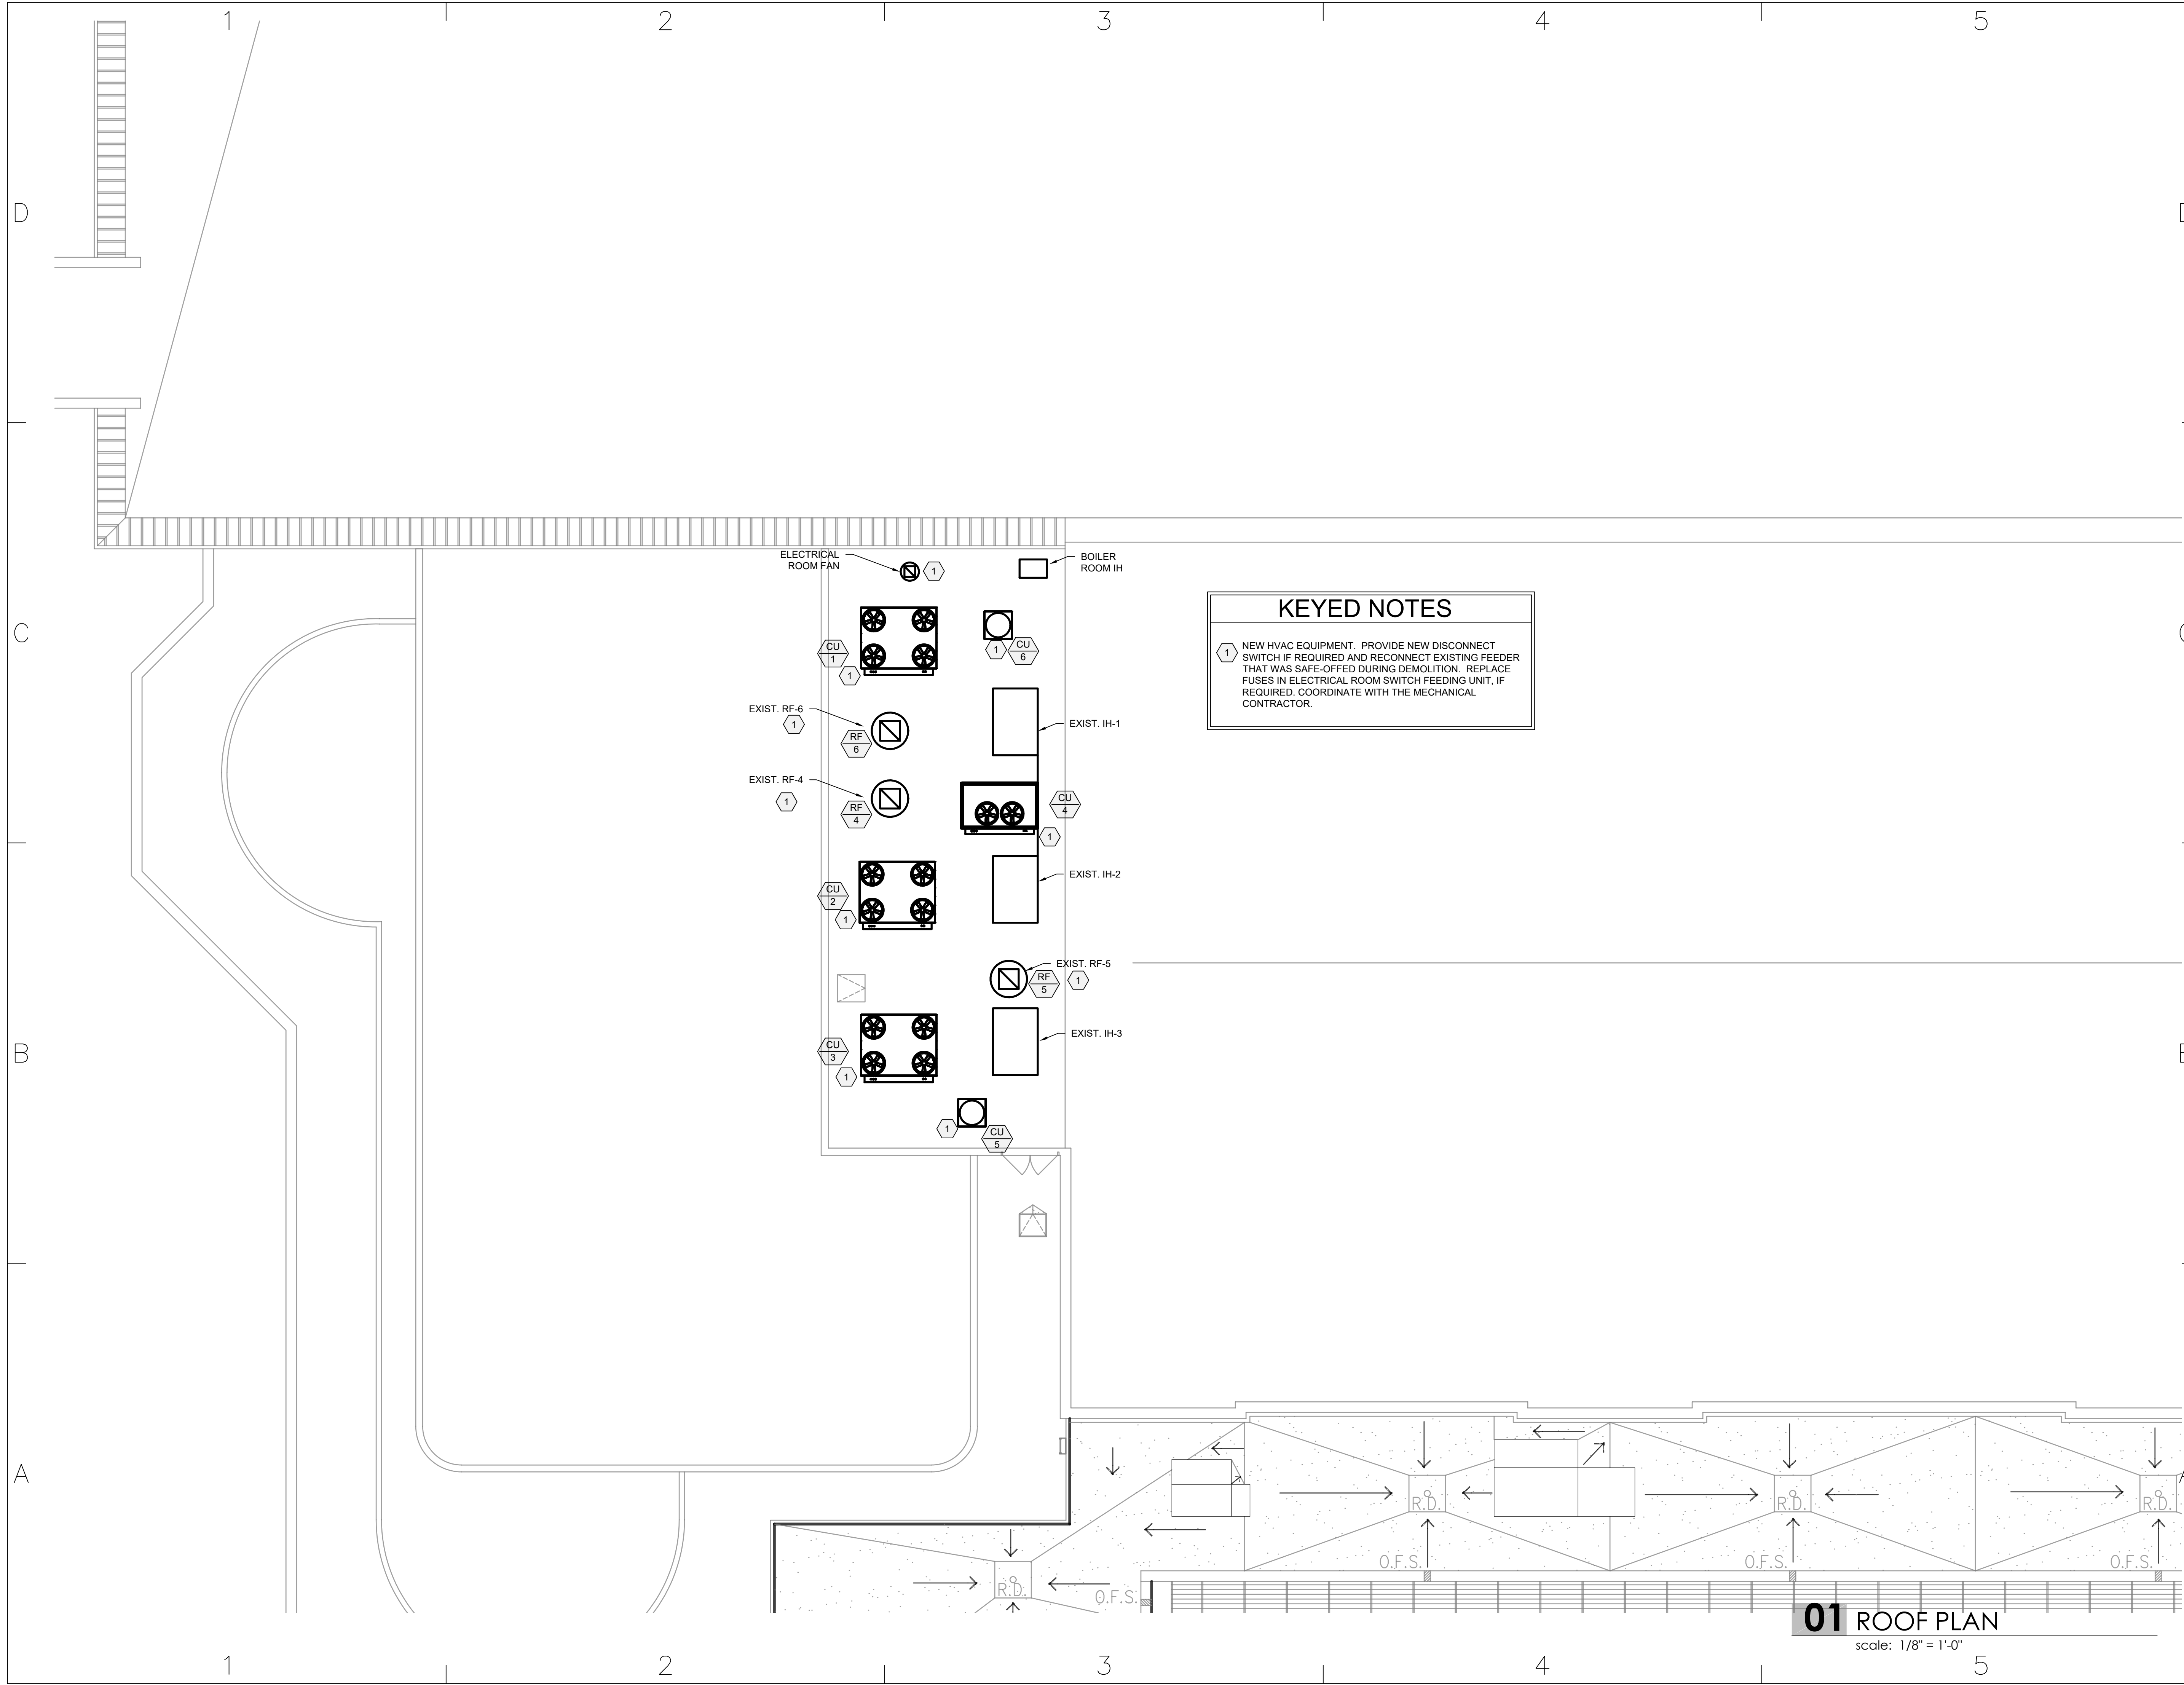 1
2
3
4
5
D
C
B
A
ELECTRICAL
ROOM FAN
1
BOILER
ROOM IH
CU
1
1
1
CU
6
EXIST. RF-6
1
RF
6
EXIST. IH-1
EXIST. RF-4
1
RF
4
CU
4
1
CU
2
1
EXIST. IH-2
EXIST. RF-5
RF
5
1
CU
3
1
EXIST. IH-3
1
CU
5
KEYED NOTES
1
NEW HVAC EQUIPMENT. PROVIDE NEW DISCONNECT
SWITCH IF REQUIRED AND RECONNECT EXISTING FEEDER
THAT WAS SAFE-OFFED DURING DEMOLITION. REPLACE
FUSES IN ELECTRICAL ROOM SWITCH FEEDING UNIT, IF
REQUIRED. COORDINATE WITH THE MECHANICAL
CONTRACTOR.
R.D.
R.D.
R.D.
O.F.S.
O.F.S.
O.F.S.
R.D.
O.F.S.
01 ROOF PLAN
scale: 1/8" = 1'-0"
1
2
3
4
5